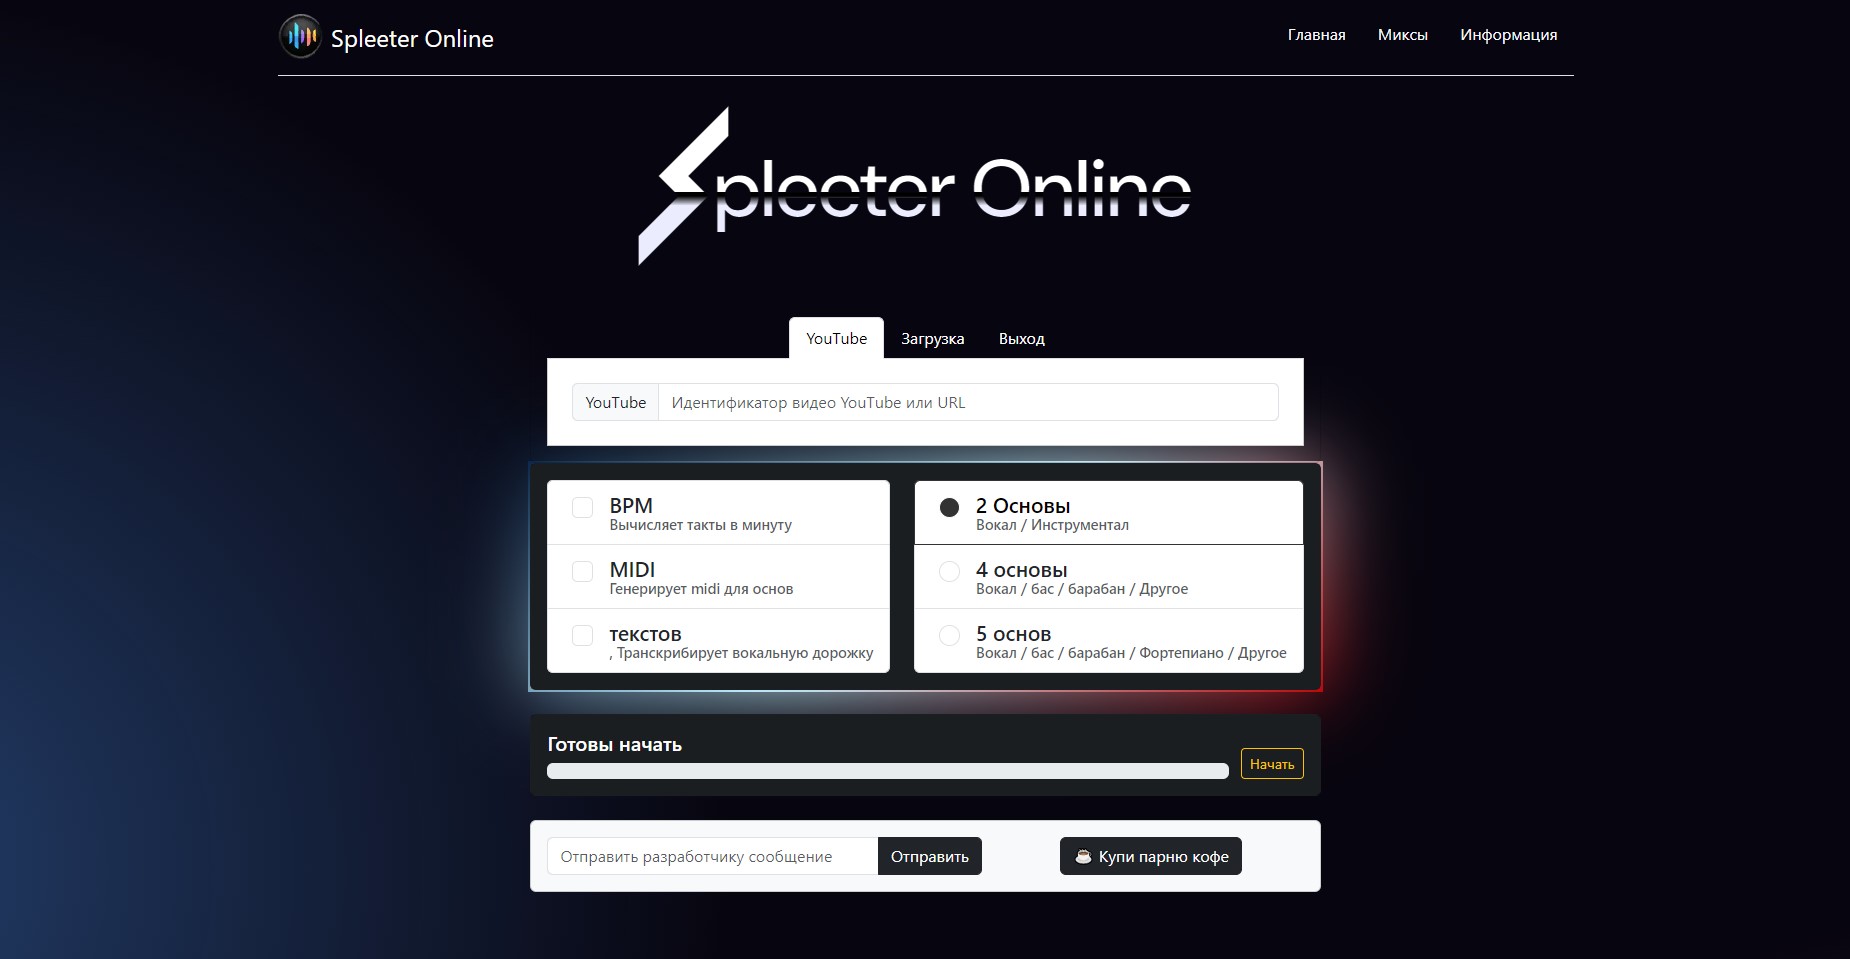 Spleeter Online
Главная Миксы Информация
Spleeter Online
YouTube Загрузка Выход
YouTube Идентификатор видео YouTube или URL
BPM
Вычисляет такты в минуту
MIDI
Генерирует midi для основ
текстов
, Транскрибирует вокальную дорожку
2 Основы
Вокал / Инструментал
4 основы
Вокал / бас / барабан / Другое
5 основ
Вокал / бас / барабан / Фортепиано / Другое
Готовы начать
Начать
Отправить разработчику сообщение Отправить
Купи парню кофе